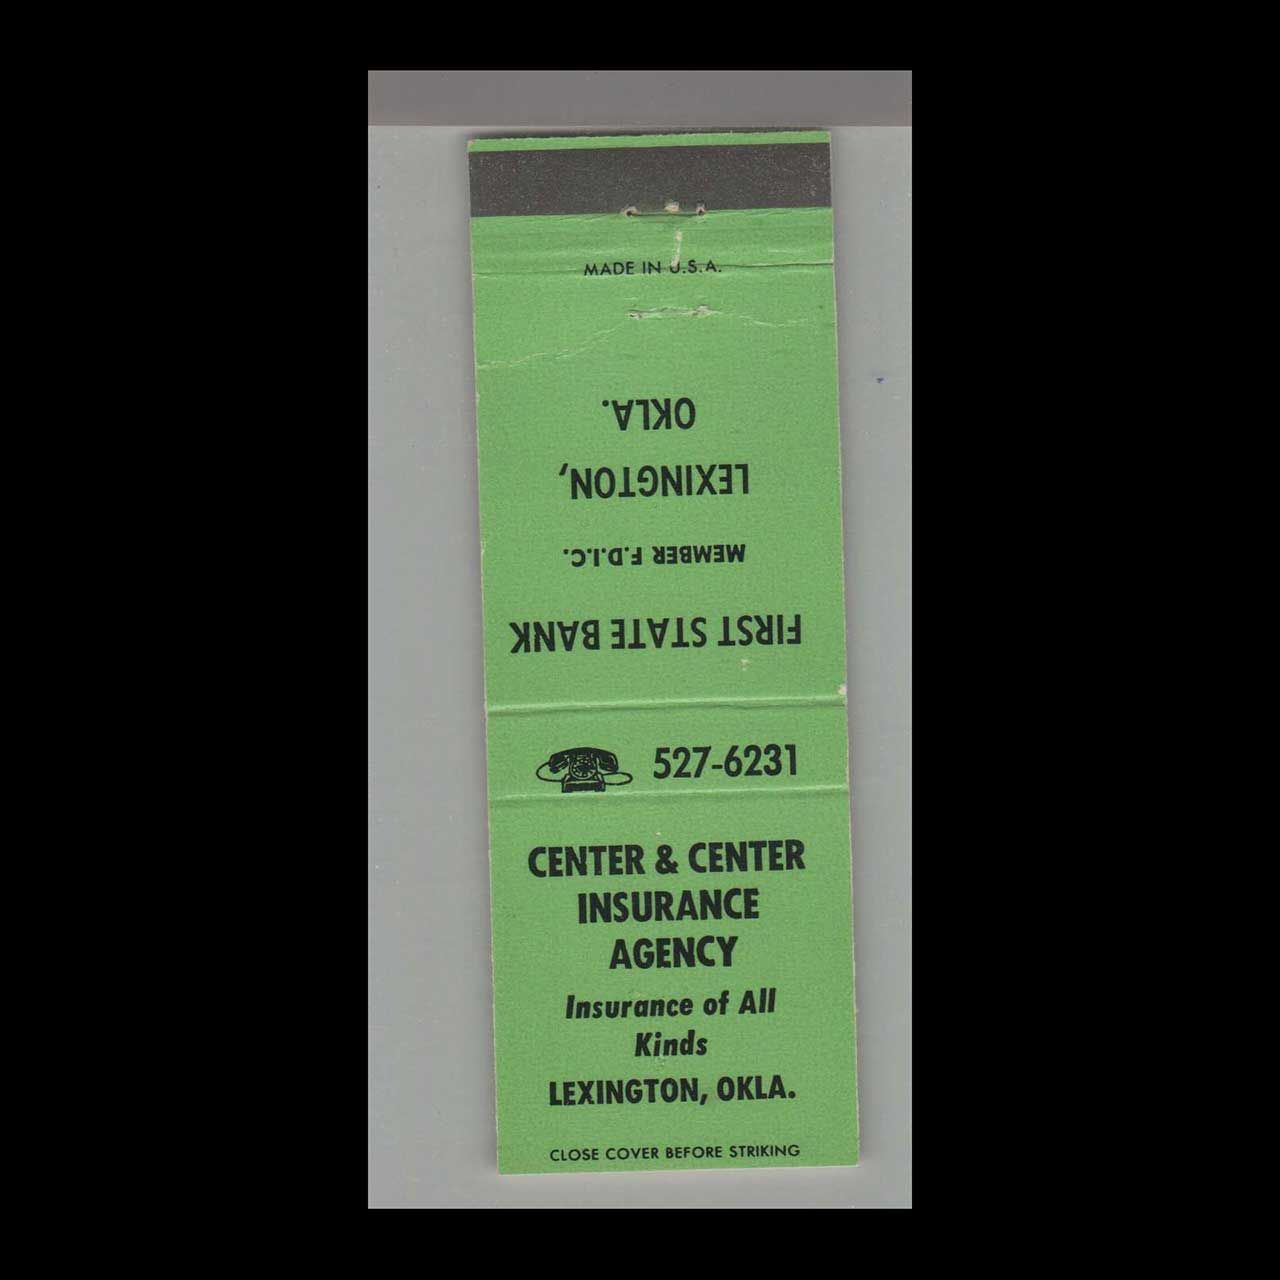 MADE IN U.S.A.
FIRST STATE BANK
MEMBER F.D.I.C.
LEXINGTON,
OKLA.
527-6231
CENTER & CENTER
INSURANCE
AGENCY
Insurance of All
Kinds
LEXINGTON, OKLA.
CLOSE COVER BEFORE STRIKING